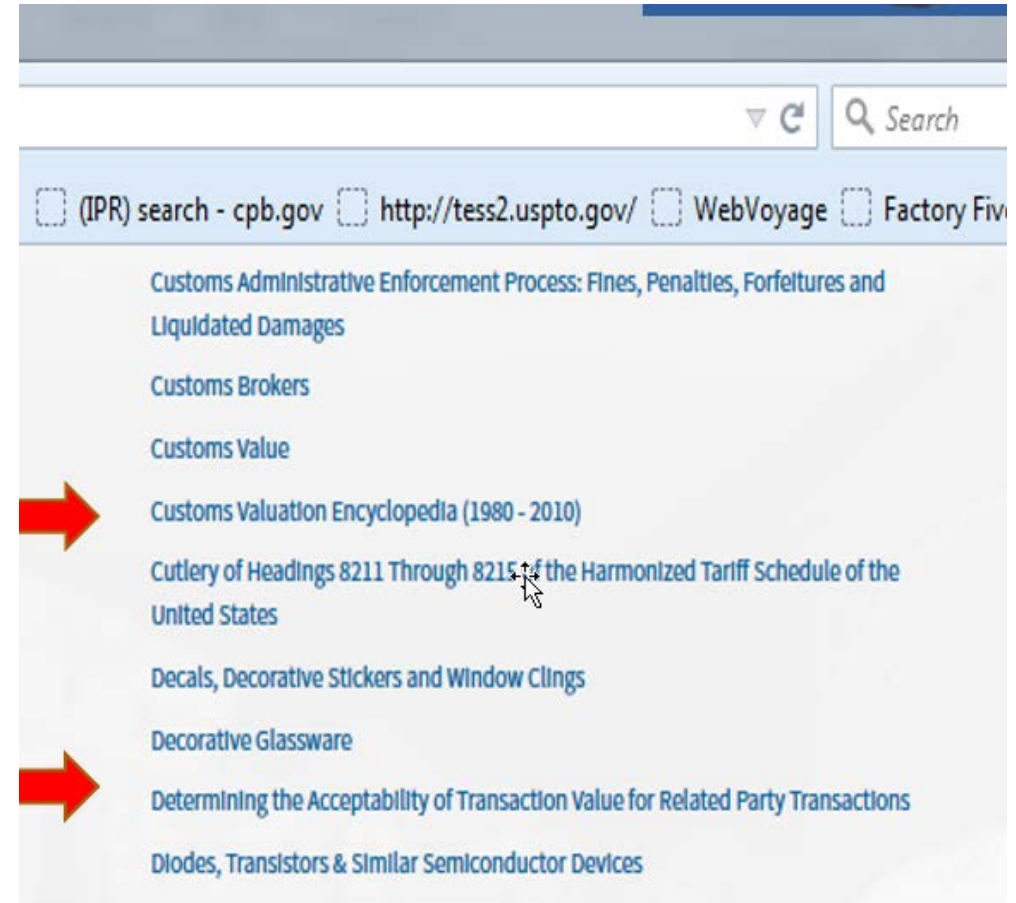 Search
(IPR) search - cpb.gov http://tess2.uspto.gov/ WebVoyage Factory Five
Customs Administrative Enforcement Process: Fines, Penalties, Forfeitures and
Liquidated Damages
Customs Brokers
Customs Value
Customs Valuation Encyclopedia (1980 - 2010)
Cutlery of Headings 8211 Through 8215 of the Harmonized Tariff Schedule of the
United States
Decals, Decorative Stickers and Window Clings
Decorative Glassware
Determining the Acceptability of Transaction Value for Related Party Transactions
Diodes, Transistors & Similar Semiconductor Devices